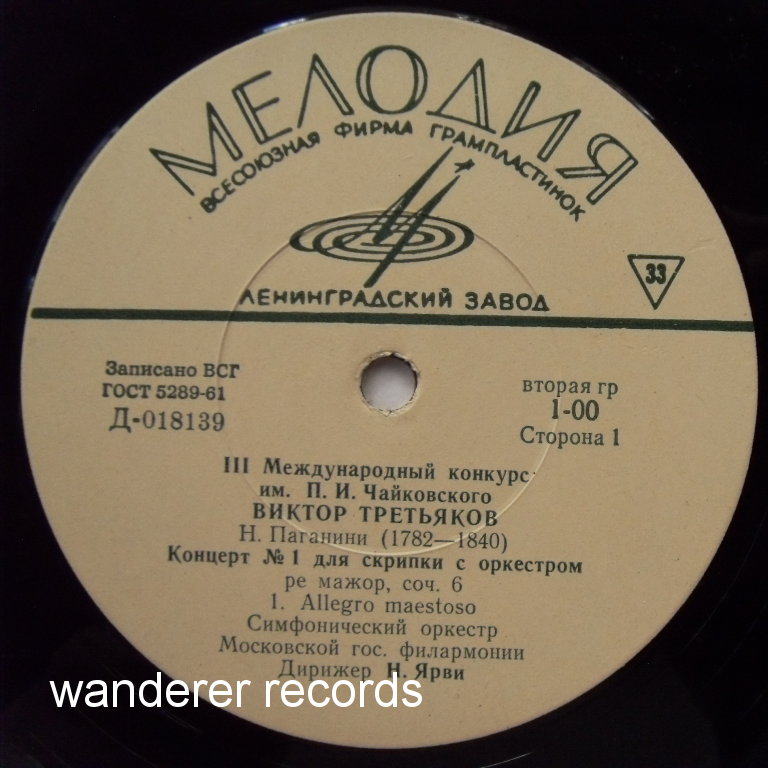 МЕЛОДИЯ
ВСЕСОЮЗНАЯ ФИРМА ГРАМПЛАСТИНОК
ЛЕНИНГРАДСКИЙ ЗАВОД
33
Записано ВСГ
ГОСТ 5289-61
Д-018139
вторая гр
1-00
Сторона 1
III Международный конкурс
им. П. И. Чайковского
ВИКТОР ТРЕТЬЯКОВ
Н. Паганини (1782—1840)
Концерт № 1 для скрипки с оркестром
ре мажор, соч. 6
1. Allegro maestoso
Симфонический оркестр
Московской гос. филармонии
Дирижер Н. Ярви
wanderer records